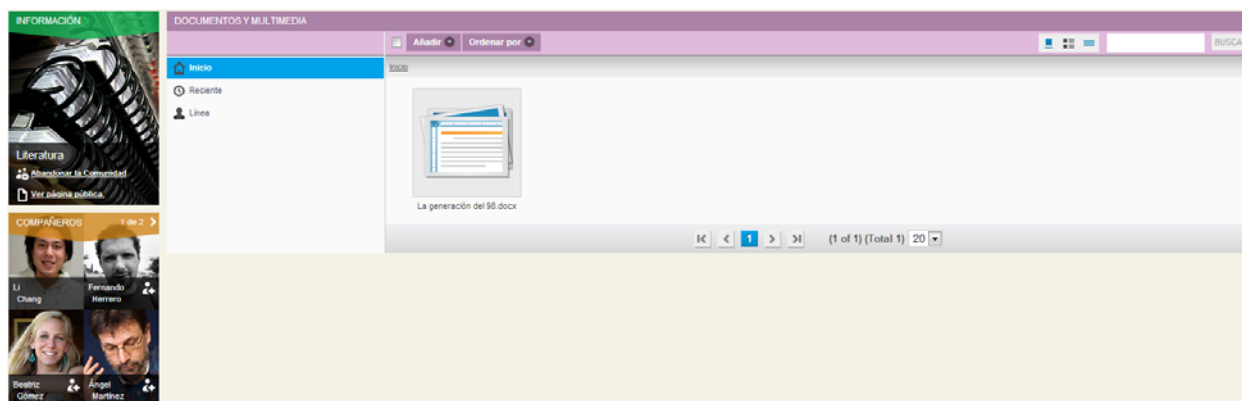 INFORMACIÓN
Literatura
Abandonar la Comunidad
Ver página pública.
COMPAÑEROS 1 de 2
Li
Chang
Fernando
Herrero
Beatriz
Gómez
Ángel
Martínez
DOCUMENTOS Y MULTIMEDIA
Añadir Ordenar por BUSCA
Inicio
Reciente
Línea
Inicio
La generación del 98.docx
1 (1 of 1) (Total 1) 20